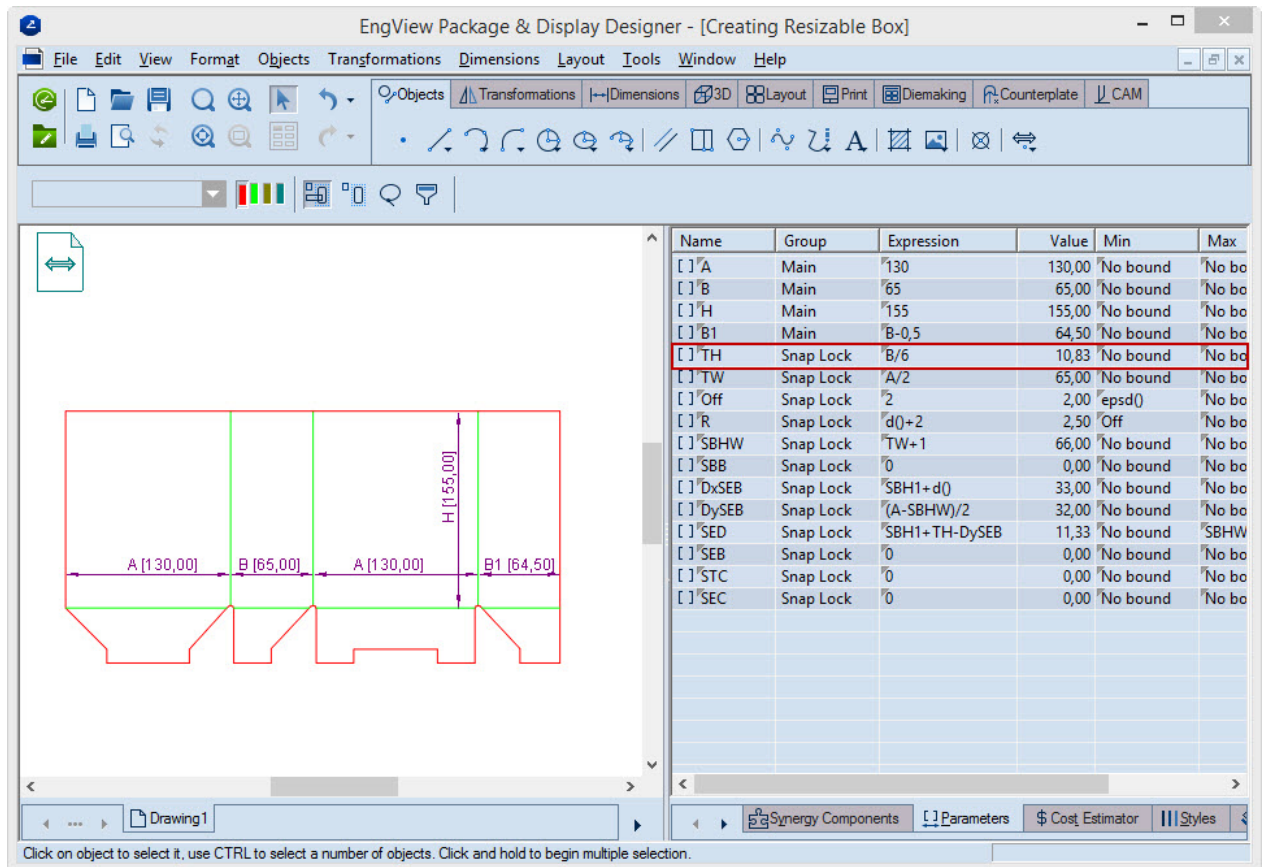 EngView Package & Display Designer - [Creating Resizable Box]
File Edit View Format Objects Transformations Dimensions Layout Tools Window Help
Objects Transformations Dimensions 3D Layout Print Diemaking Counterplate CAM
Name Group Expression Value Min Max
[ ] A Main 130 130,00 No bound No bo
[ ] B Main 65 65,00 No bound No bo
[ ] H Main 155 155,00 No bound No bo
[ ] B1 Main B-0,5 64,50 No bound No bo
[ ] TH Snap Lock B/6 10,83 No bound No bo
[ ] TW Snap Lock A/2 65,00 No bound No bo
[ ] Off Snap Lock 2 2,00 epsd() No bo
[ ] R Snap Lock d()+2 2,50 Off No bo
[ ] SBHW Snap Lock TW+1 66,00 No bound No bo
[ ] SBB Snap Lock 0 0,00 No bound No bo
[ ] DxSEB Snap Lock SBH1+d() 33,00 No bound No bo
[ ] DySEB Snap Lock (A-SBHW)/2 32,00 No bound No bo
[ ] SED Snap Lock SBH1+TH-DySEB 11,33 No bound SBHW
[ ] SEB Snap Lock 0 0,00 No bound No bo
[ ] STC Snap Lock 0 0,00 No bound No bo
[ ] SEC Snap Lock 0 0,00 No bound No bo
H [155,00]
A [130,00] B [65,00] A [130,00] B1 [64,50]
Drawing1
Synergy Components [ ] Parameters $ Cost Estimator Styles $
Click on object to select it, use CTRL to select a number of objects. Click and hold to begin multiple selection.